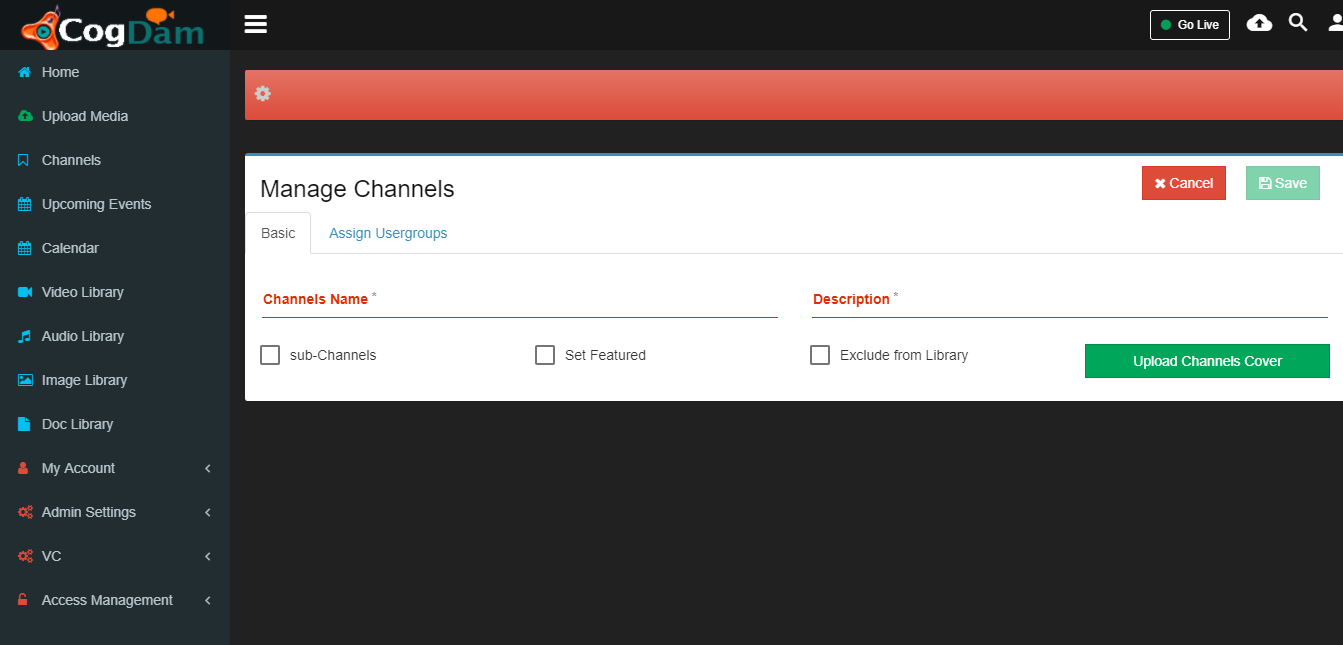 CogDam
Go Live
Home
Upload Media
Channels
Upcoming Events
Calendar
Video Library
Audio Library
Image Library
Doc Library
My Account
Admin Settings
VC
Access Management
Manage Channels
Cancel
Save
Basic
Assign Usergroups
Channels Name *
Description *
sub-Channels
Set Featured
Exclude from Library
Upload Channels Cover